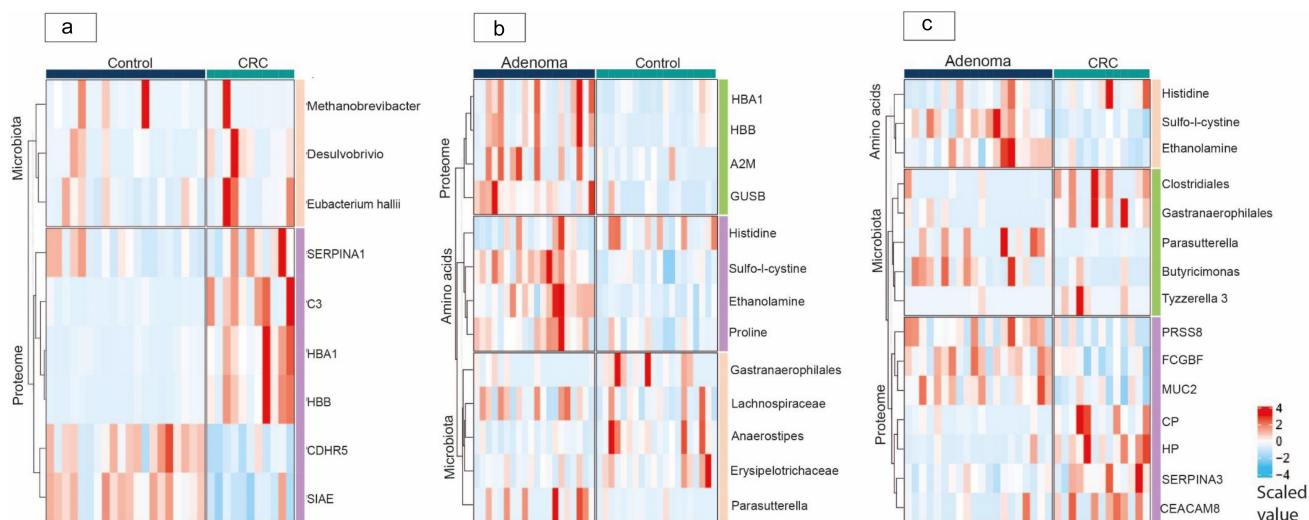 a
Control
CRC
Microbiota
Methanobrevibacter
Desulvobrivio
Eubacterium hallii
Proteome
SERPINA1
C3
HBA1
HBB
CDHR5
SIAE
b
Adenoma
Control
Proteome
HBA1
HBB
A2M
GUSB
Amino acids
Histidine
Sulfo-l-cystine
Ethanolamine
Proline
Microbiota
Gastranaerophilales
Lachnospiraceae
Anaerostipes
Erysipelotrichaceae
Parasutterella
c
Adenoma
CRC
Amino acids
Histidine
Sulfo-l-cystine
Ethanolamine
Microbiota
Clostridiales
Gastranaerophilales
Parasutterella
Butyricimonas
Tyzzerella 3
Proteome
PRSS8
FCGBF
MUC2
CP
HP
SERPINA3
CEACAM8
4
2
0
−2
−4
Scaled
value